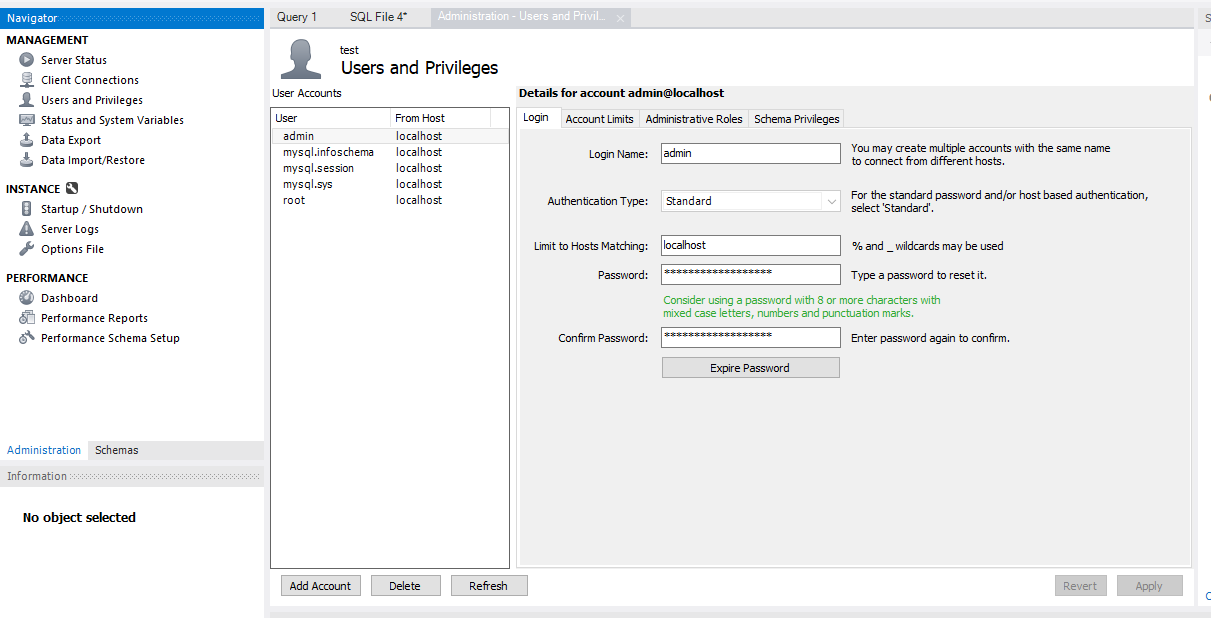 Navigator
MANAGEMENT
Server Status
Client Connections
Users and Privileges
Status and System Variables
Data Export
Data Import/Restore
INSTANCE
Startup / Shutdown
Server Logs
Options File
PERFORMANCE
Dashboard
Performance Reports
Performance Schema Setup
Administration Schemas
Information
No object selected
Query 1 SQL File 4* Administration - Users and Privil...
test
Users and Privileges
User Accounts
User From Host
admin localhost
mysql.infoschema localhost
mysql.session localhost
mysql.sys localhost
root localhost
Add Account Delete Refresh
Details for account admin@localhost
Login Account Limits Administrative Roles Schema Privileges
Login Name: admin
You may create multiple accounts with the same name
to connect from different hosts.
Authentication Type: Standard
For the standard password and/or host based authentication,
select 'Standard'.
Limit to Hosts Matching: localhost % and _ wildcards may be used
Password: ****************** Type a password to reset it.
Consider using a password with 8 or more characters with
mixed case letters, numbers and punctuation marks.
Confirm Password: ****************** Enter password again to confirm.
Expire Password
Revert Apply